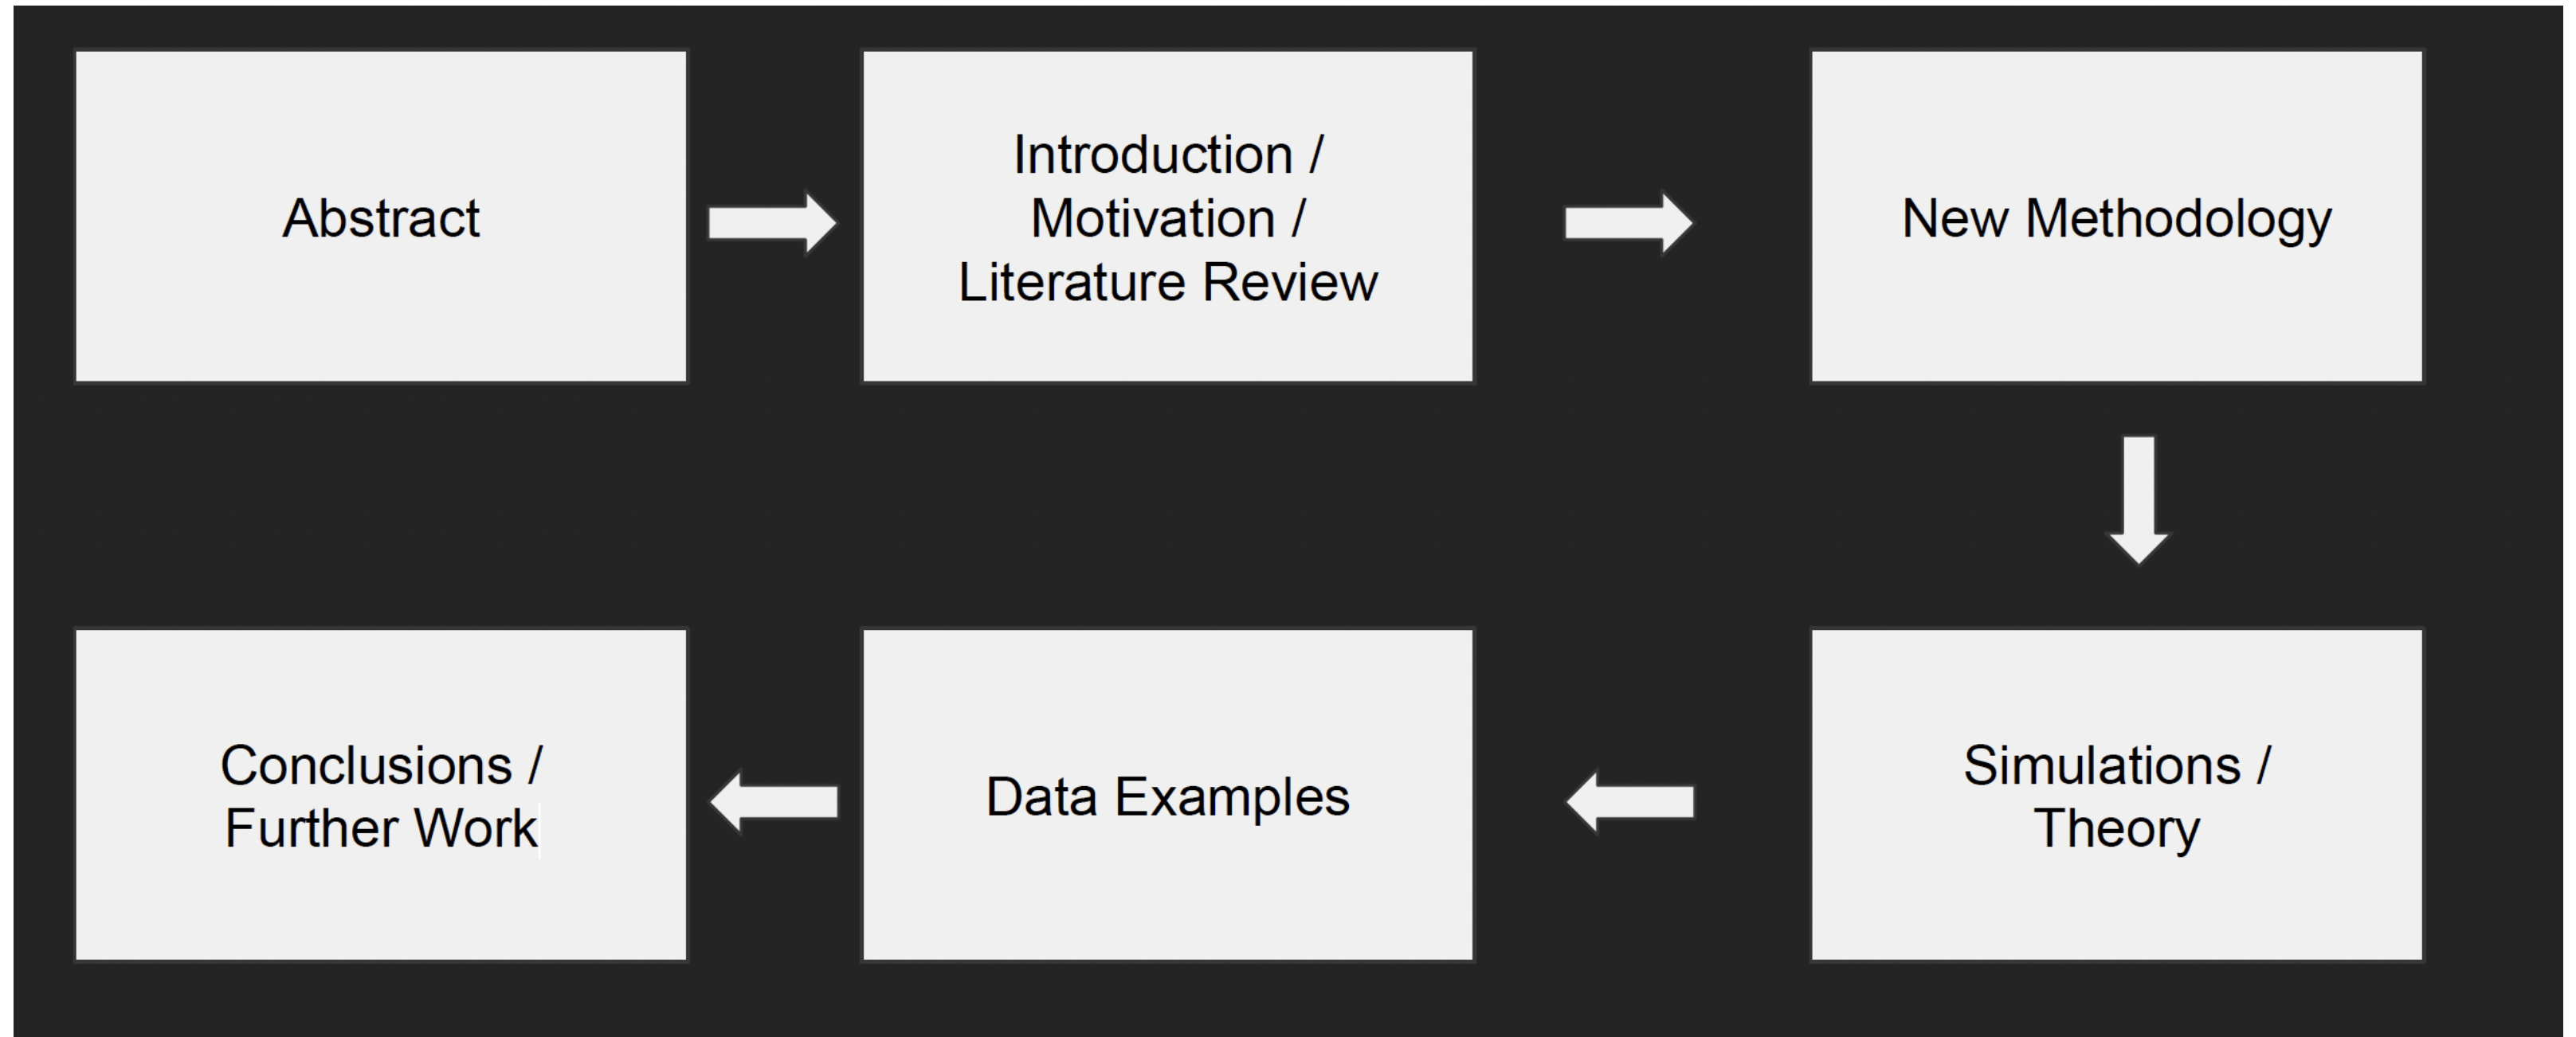 Abstract
Introduction /
Motivation /
Literature Review
New Methodology
Simulations /
Theory
Data Examples
Conclusions /
Further Work